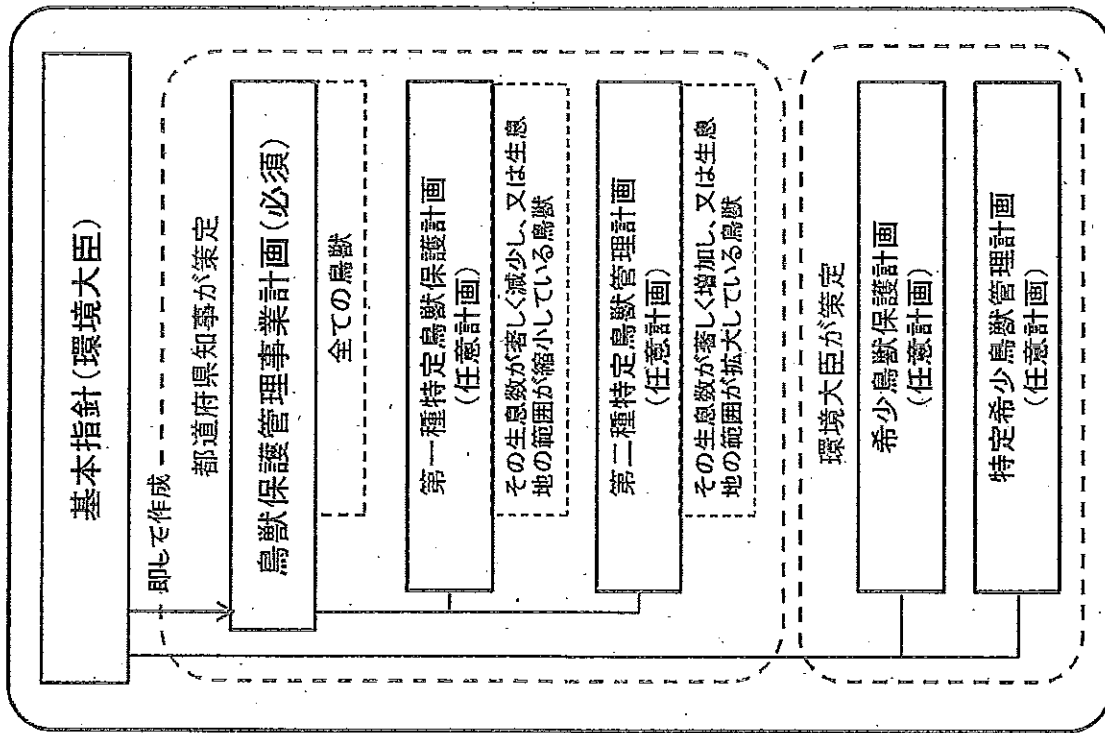 基本指針(環境大臣)
即して作成
都道府県知事が策定
鳥獣保護管理事業計画(必須)
全ての鳥獣
第一種特定鳥獣保護計画
(任意計画)
その生息数が著しく減少し、又は生息
地の範囲が縮小している鳥獣
第二種特定鳥獣管理計画
(任意計画)
その生息数が著しく増加し、又は生息
地の範囲が拡大している鳥獣
環境大臣が策定
希少鳥獣保護計画
(任意計画)
特定希少鳥獣管理計画
(任意計画)